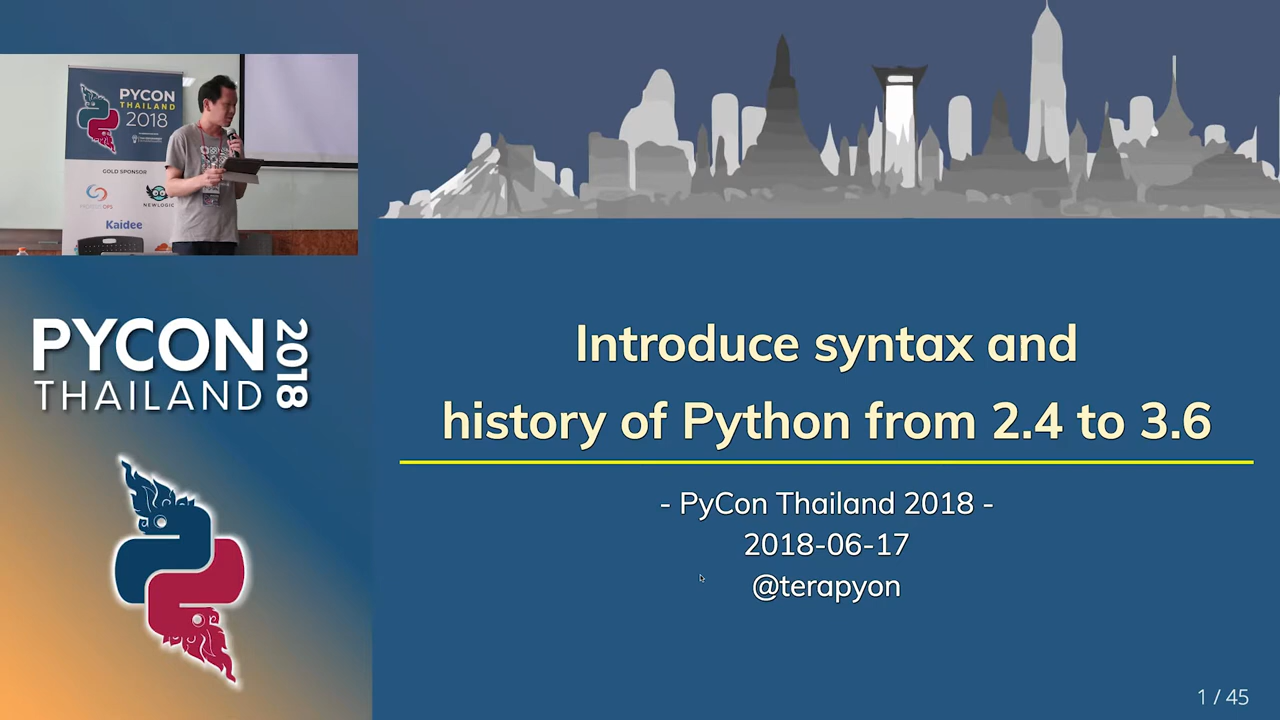 PYCON
THAILAND
2018
GOLD SPONSOR
NEWLOGIC
Kaidee
PYCON
THAILAND
2018
Introduce syntax and
history of Python from 2.4 to 3.6
- PyCon Thailand 2018 -
2018-06-17
@terapyon
1 / 45